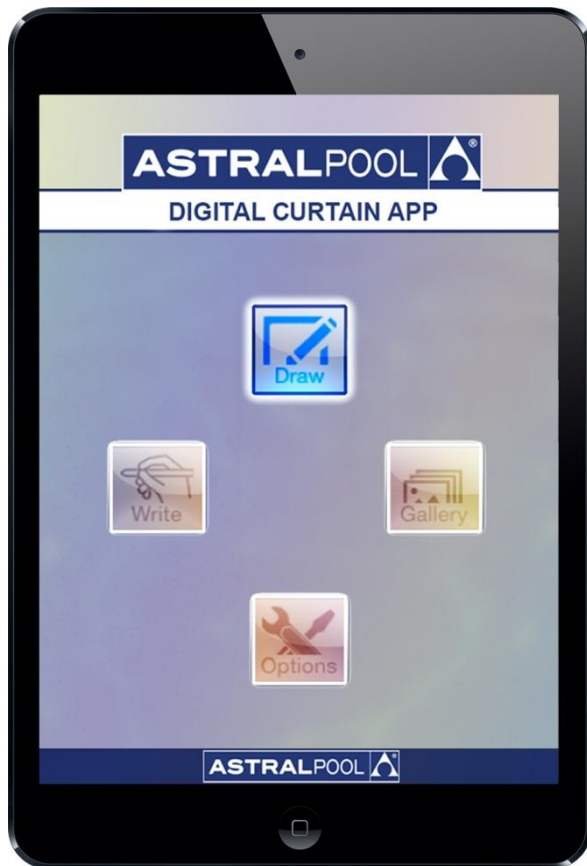 ASTRALPOOL ®
DIGITAL CURTAIN APP
Draw
Write
Gallery
Options
ASTRALPOOL